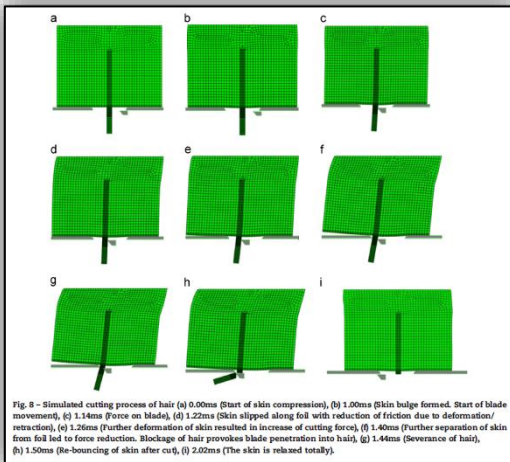 a
b
c
d
e
f
g
h
i
Fig. 8 – Simulated cutting process of hair (a) 0.00ms (Start of skin compression), (b) 1.00ms (Skin bulge formed. Start of blade
movement), (c) 1.14ms (Force on blade), (d) 1.22ms (Skin slipped along foil with reduction of friction due to deformation/
retraction), (e) 1.26ms (Further deformation of skin resulted in increase of cutting force), (f) 1.40ms (Further separation of skin
from foil led to force reduction. Blockage of hair provokes blade penetration into hair), (g) 1.44ms (Severance of hair),
(h) 1.50ms (Re-bouncing of skin after cut), (i) 2.02ms (The skin is relaxed totally).